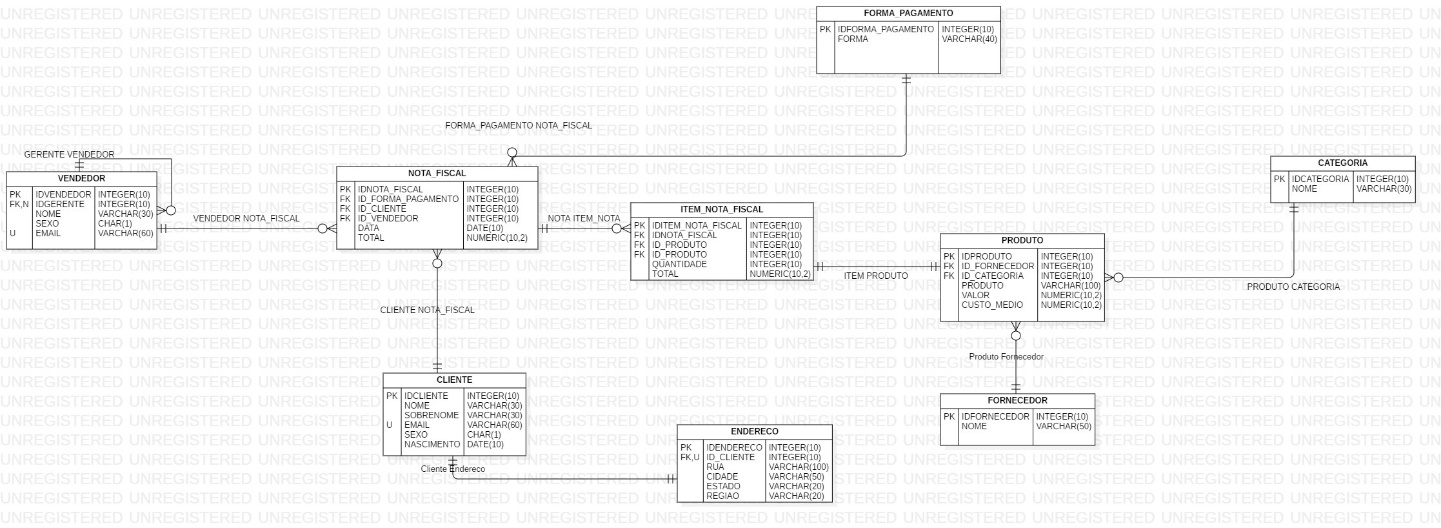 FORMA_PAGAMENTO
PK IDFORMA_PAGAMENTO INTEGER(10)
FORMA VARCHAR(40)
FORMA_PAGAMENTO NOTA_FISCAL
GERENTE VENDEDOR
VENDEDOR
PK IDVENDEDOR INTEGER(10)
FK,N IDGERENTE INTEGER(10)
NOME VARCHAR(30)
SEXO CHAR(1)
U EMAIL VARCHAR(60)
VENDEDOR NOTA_FISCAL
NOTA_FISCAL
PK IDNOTA_FISCAL INTEGER(10)
FK ID_FORMA_PAGAMENTO INTEGER(10)
FK ID_CLIENTE INTEGER(10)
FK ID_VENDEDOR INTEGER(10)
DATA DATE(10)
TOTAL NUMERIC(10,2)
NOTA ITEM_NOTA
ITEM_NOTA_FISCAL
PK IDITEM_NOTA_FISCAL INTEGER(10)
FK IDNOTA_FISCAL INTEGER(10)
FK ID_PRODUTO INTEGER(10)
FK ID_PRODUTO INTEGER(10)
QUANTIDADE INTEGER(10)
TOTAL NUMERIC(10,2)
ITEM PRODUTO
CATEGORIA
PK IDCATEGORIA INTEGER(10)
NOME VARCHAR(30)
PRODUTO
PK IDPRODUTO INTEGER(10)
FK ID_FORNECEDOR INTEGER(10)
FK ID_CATEGORIA INTEGER(10)
PRODUTO VARCHAR(100)
VALOR NUMERIC(10,2)
CUSTO_MEDIO NUMERIC(10,2)
PRODUTO CATEGORIA
CLIENTE NOTA_FISCAL
Produto Fornecedor
CLIENTE
PK IDCLIENTE INTEGER(10)
NOME VARCHAR(30)
SOBRENOME VARCHAR(30)
U EMAIL VARCHAR(60)
SEXO CHAR(1)
NASCIMENTO DATE(10)
FORNECEDOR
PK IDFORNECEDOR INTEGER(10)
NOME VARCHAR(50)
Cliente Endereco
ENDERECO
PK IDENDERECO INTEGER(10)
FK,U ID_CLIENTE INTEGER(10)
RUA VARCHAR(100)
CIDADE VARCHAR(50)
ESTADO VARCHAR(20)
REGIAO VARCHAR(20)